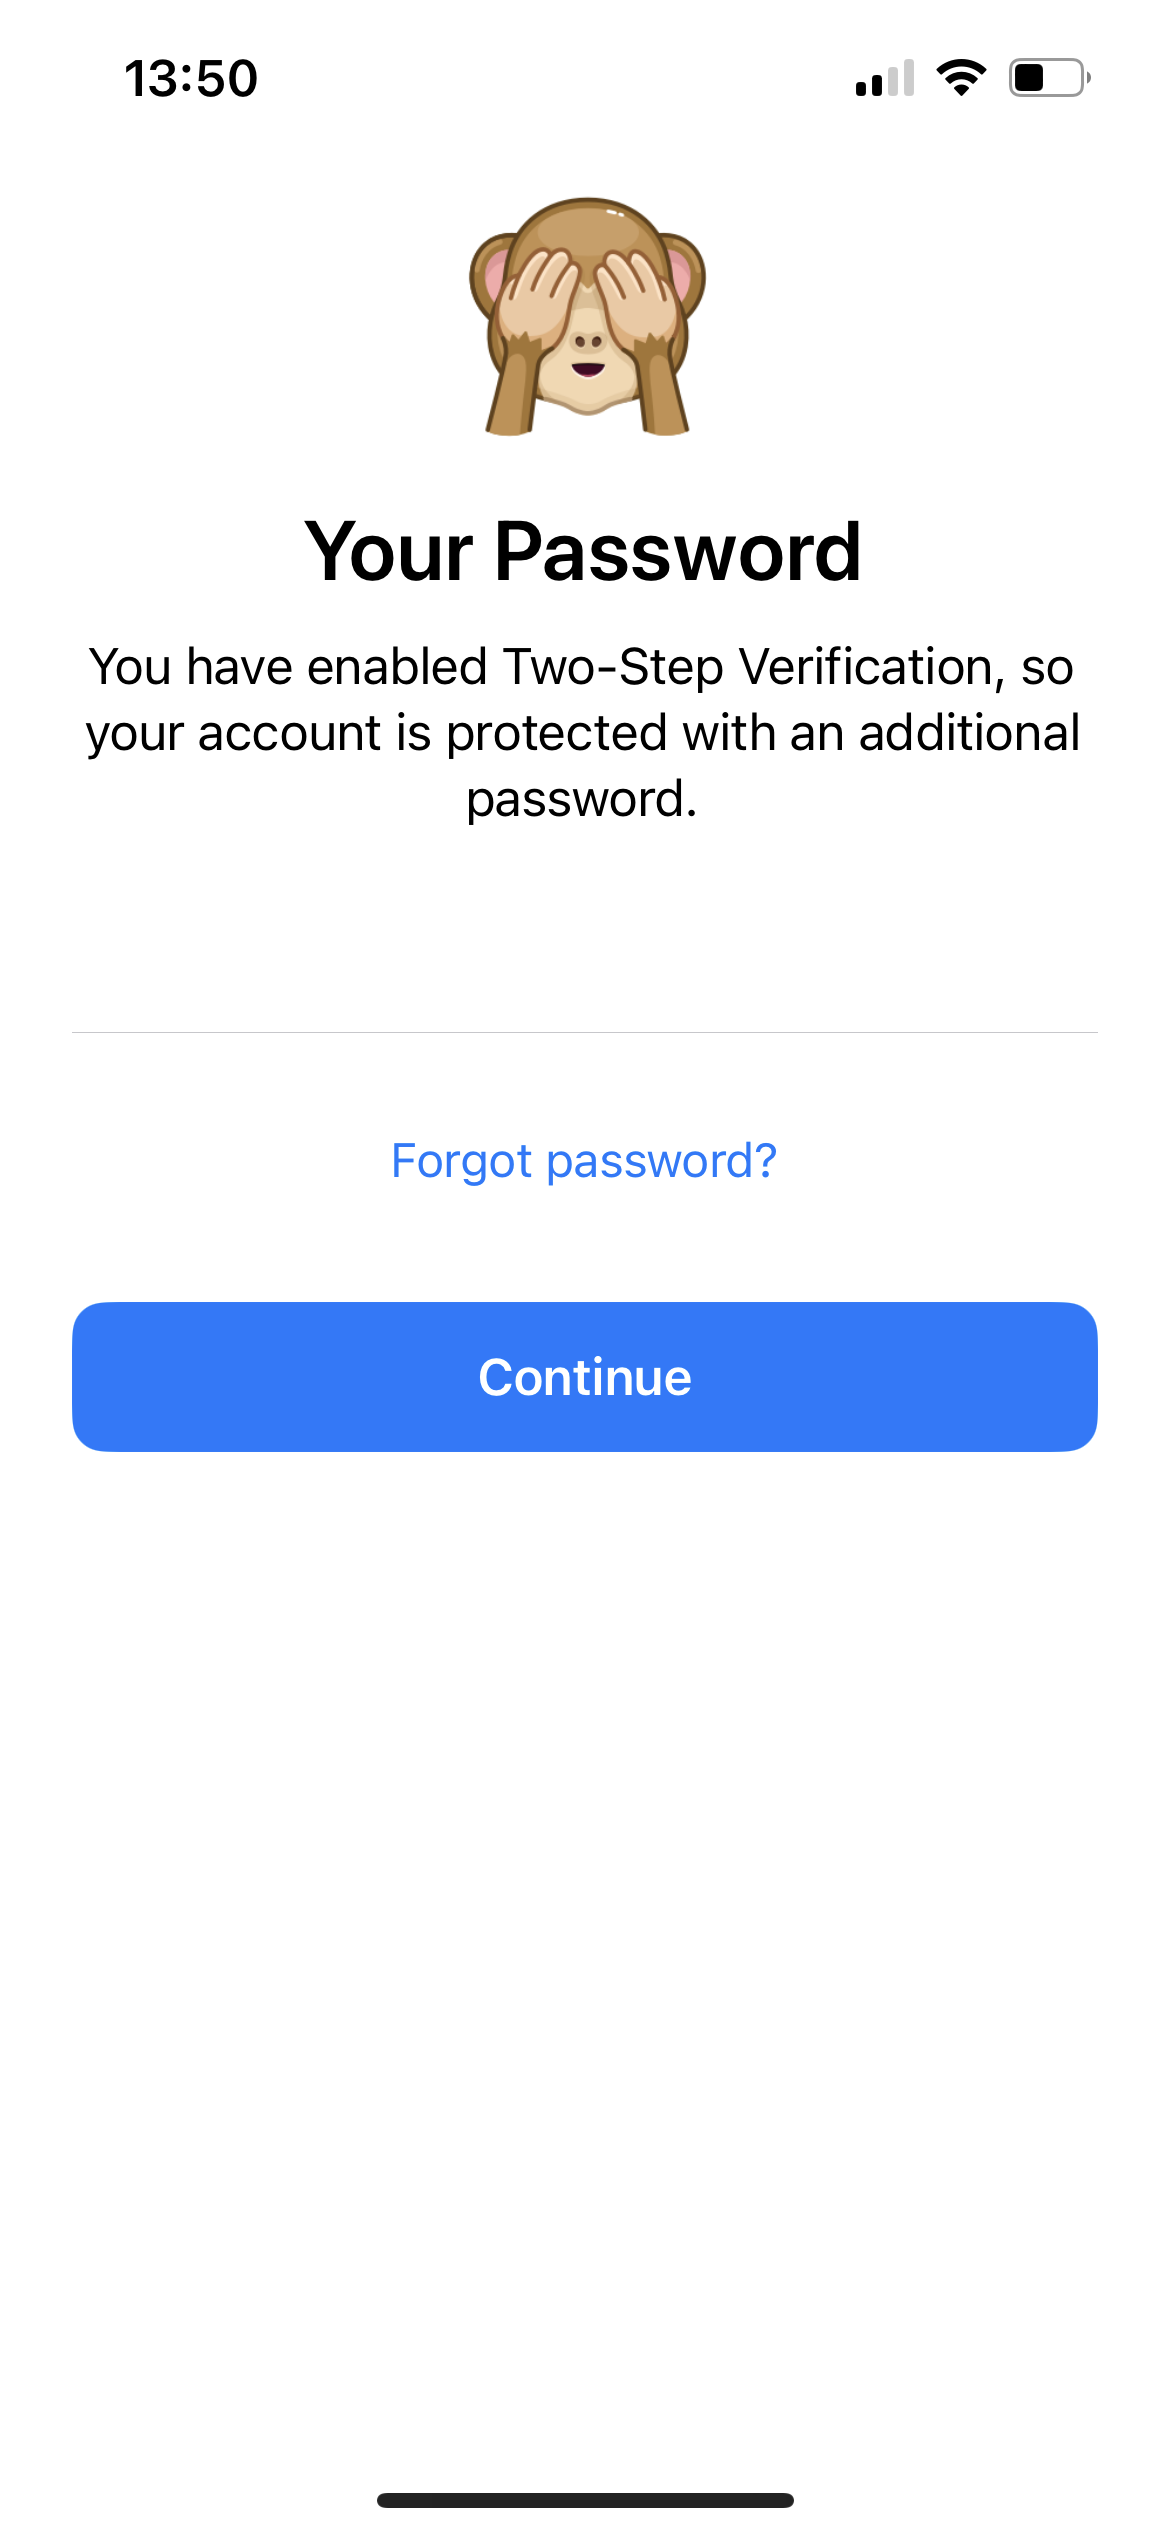 13:50
Your Password
You have enabled Two-Step Verification, so
your account is protected with an additional
password.
Forgot password?
Continue